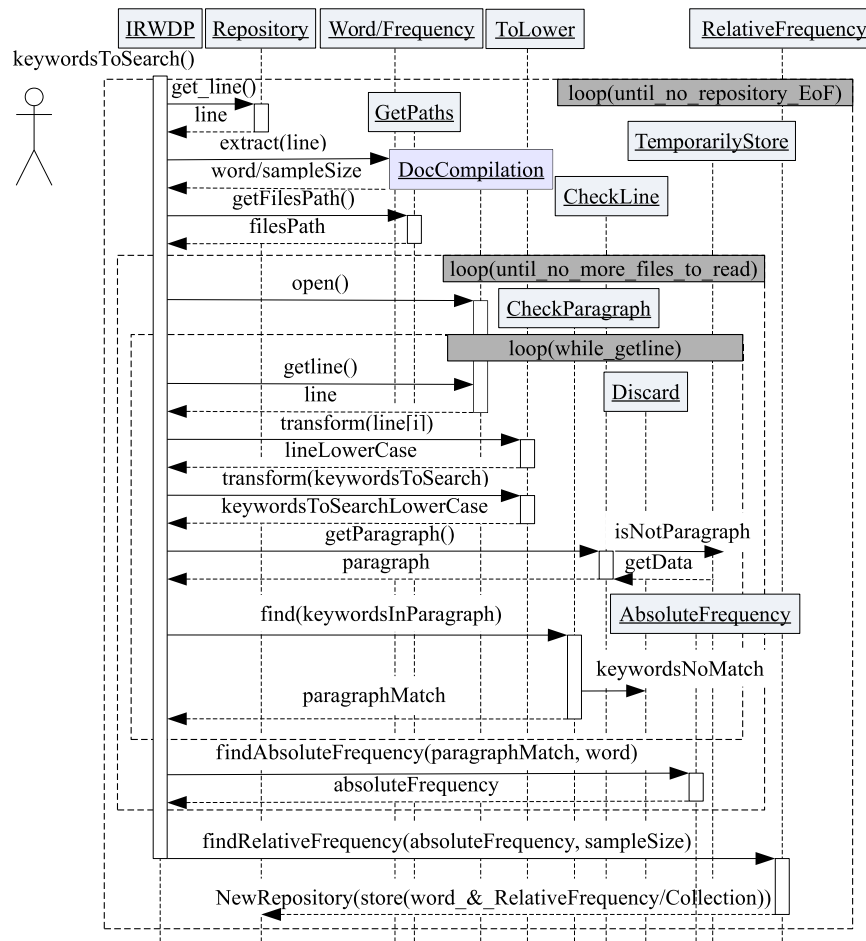 IRWDP Repository Word/Frequency ToLower RelativeFrequency
keywordsToSearch()
get_line()
loop(until_no_repository_EoF)
line
GetPaths
extract(line)
TemporarilyStore
word/sampleSize
DocCompilation
getFilesPath()
CheckLine
filesPath
loop(until_no_more_files_to_read)
open()
CheckParagraph
loop(while_getline)
getline()
line
Discard
transform(line[i])
lineLowerCase
transform(keywordsToSearch)
keywordsToSearchLowerCase
getParagraph()
isNotParagraph
paragraph
getData
find(keywordsInParagraph)
AbsoluteFrequency
keywordsNoMatch
paragraphMatch
findAbsoluteFrequency(paragraphMatch, word)
absoluteFrequency
findRelativeFrequency(absoluteFrequency, sampleSize)
NewRepository(store(word_&_RelativeFrequency/Collection))